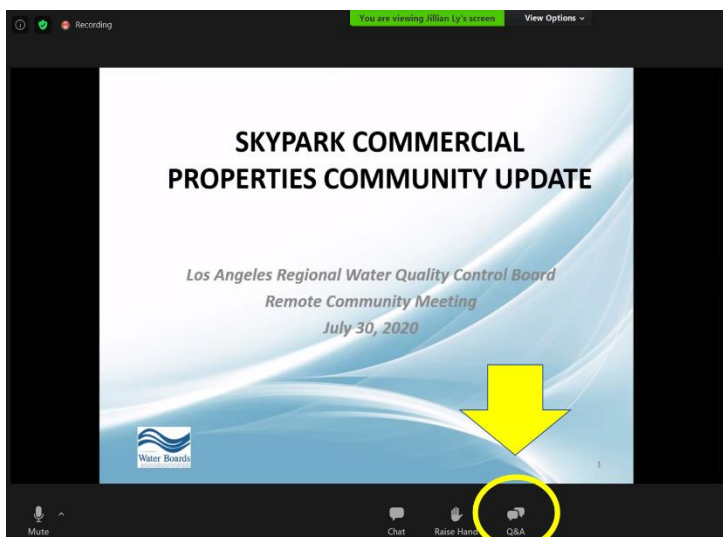 Recording
You are viewing Jillian Ly's screen
View Options
SKYPARK COMMERCIAL
PROPERTIES COMMUNITY UPDATE
Los Angeles Regional Water Quality Control Board
Remote Community Meeting
July 30, 2020
Water Boards
1
Mute
Chat
Raise Hand
Q&A